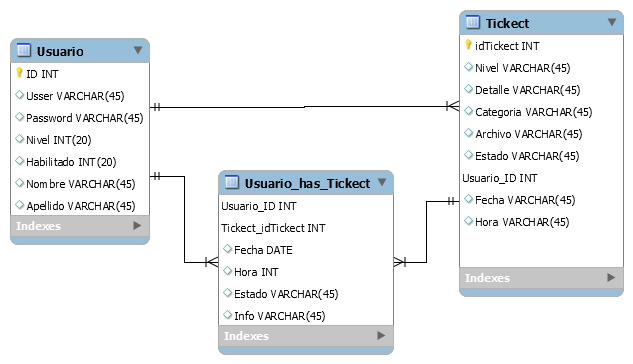 Usuario
ID INT
Usser VARCHAR(45)
Password VARCHAR(45)
Nivel INT(20)
Habilitado INT(20)
Nombre VARCHAR(45)
Apellido VARCHAR(45)
Indexes
Usuario_has_Tickect
Usuario_ID INT
Tickect_idTickect INT
Fecha DATE
Hora INT
Estado VARCHAR(45)
Info VARCHAR(45)
Indexes
Tickect
idTickect INT
Nivel VARCHAR(45)
Detalle VARCHAR(45)
Categoria VARCHAR(45)
Archivo VARCHAR(45)
Estado VARCHAR(45)
Usuario_ID INT
Fecha VARCHAR(45)
Hora VARCHAR(45)
Indexes